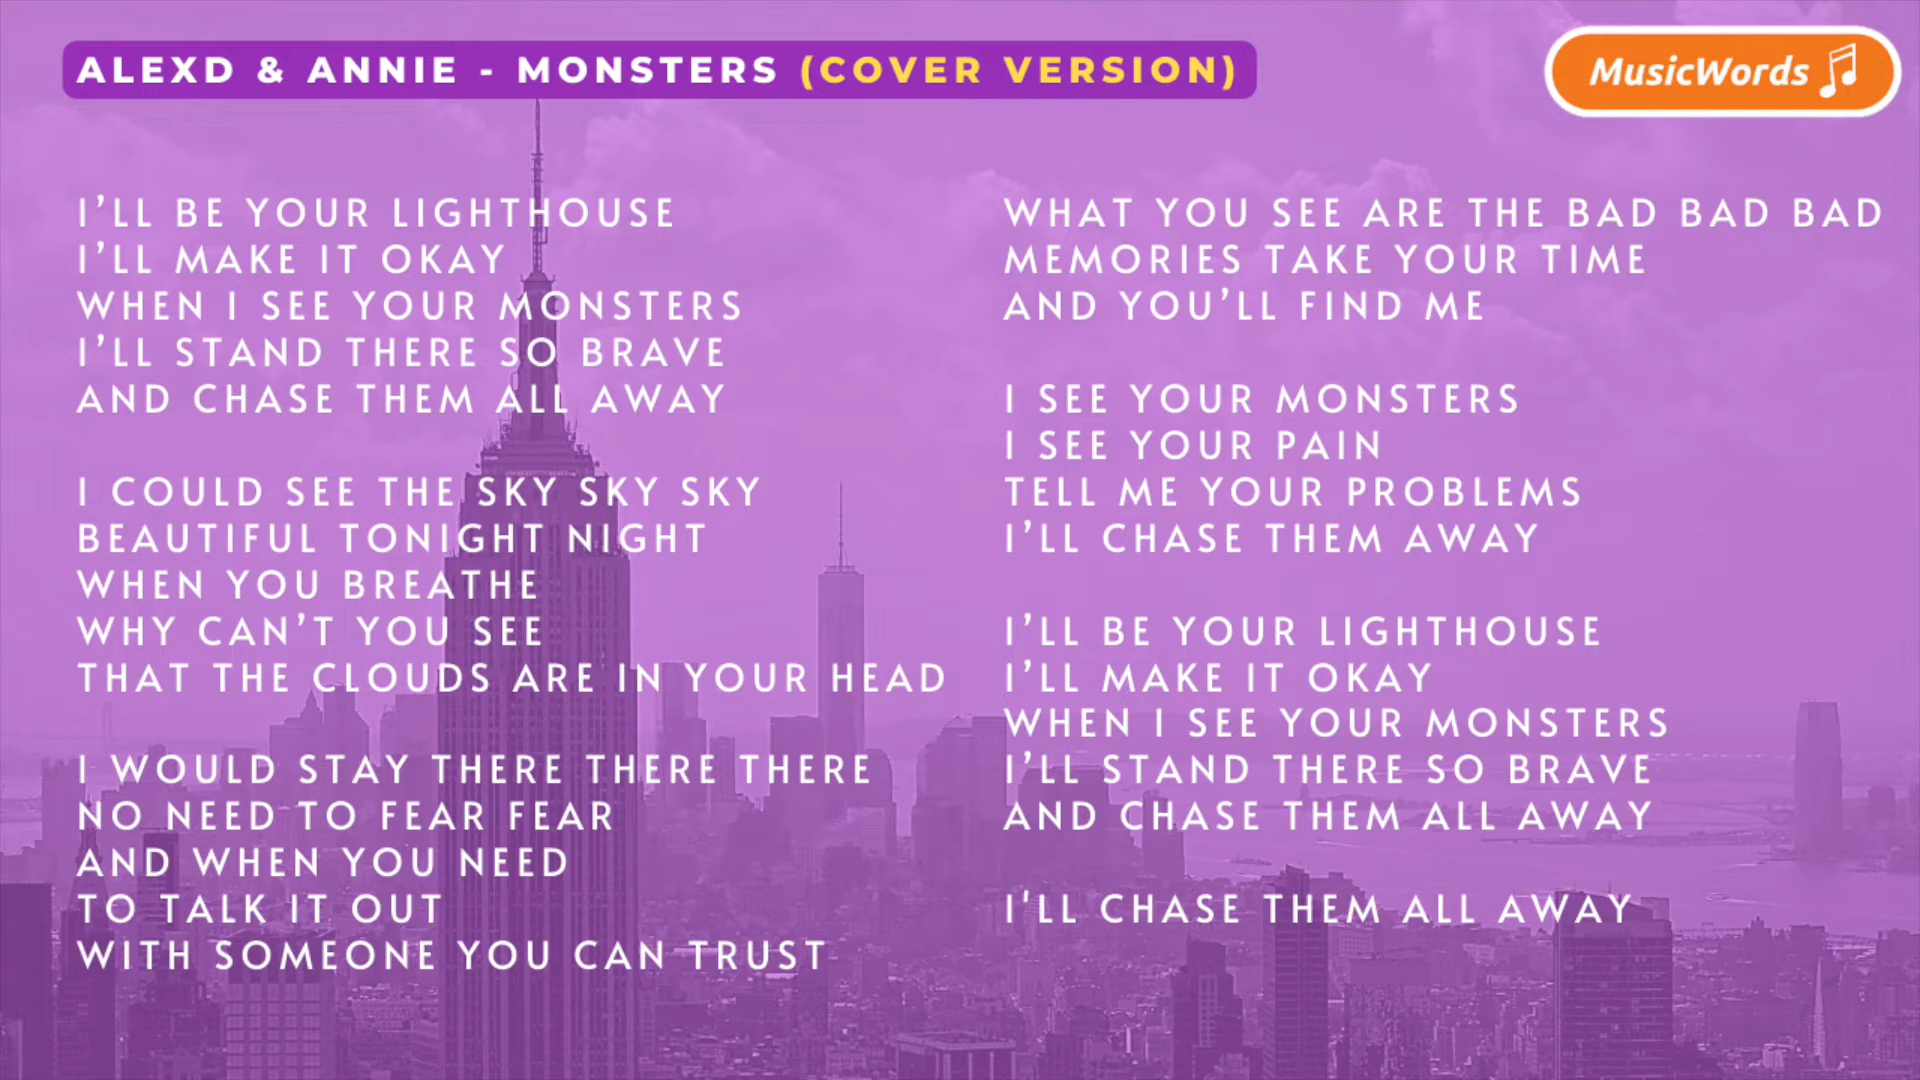 ALEXD & ANNIE - MONSTERS (COVER VERSION)
MusicWords
I’LL BE YOUR LIGHTHOUSE
I’LL MAKE IT OKAY
WHEN I SEE YOUR MONSTERS
I’LL STAND THERE SO BRAVE
AND CHASE THEM ALL AWAY
I COULD SEE THE SKY SKY SKY
BEAUTIFUL TONIGHT NIGHT
WHEN YOU BREATHE
WHY CAN’T YOU SEE
THAT THE CLOUDS ARE IN YOUR HEAD
I WOULD STAY THERE THERE THERE
NO NEED TO FEAR FEAR
AND WHEN YOU NEED
TO TALK IT OUT
WITH SOMEONE YOU CAN TRUST
WHAT YOU SEE ARE THE BAD BAD BAD
MEMORIES TAKE YOUR TIME
AND YOU’LL FIND ME
I SEE YOUR MONSTERS
I SEE YOUR PAIN
TELL ME YOUR PROBLEMS
I’LL CHASE THEM AWAY
I’LL BE YOUR LIGHTHOUSE
I’LL MAKE IT OKAY
WHEN I SEE YOUR MONSTERS
I’LL STAND THERE SO BRAVE
AND CHASE THEM ALL AWAY
I'LL CHASE THEM ALL AWAY